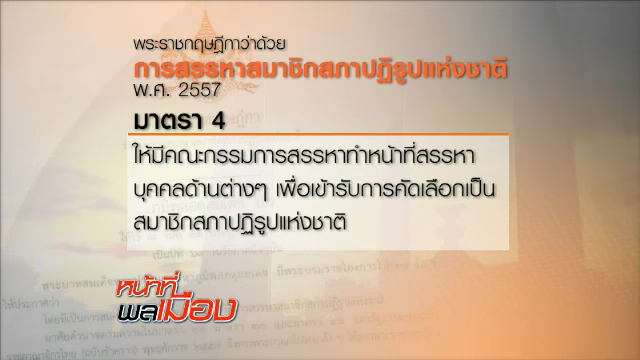 พระราชกฤษฎีกาว่าด้วย
การสรรหาสมาชิกสภาปฏิรูปแห่งชาติ
พ.ศ. 2557
มาตรา 4
ให้มีคณะกรรมการสรรหาทำหน้าที่สรรหา
บุคคลด้านต่างๆ เพื่อเข้ารับการคัดเลือกเป็น
สมาชิกสภาปฏิรูปแห่งชาติ
หน้าที่
พลเมือง